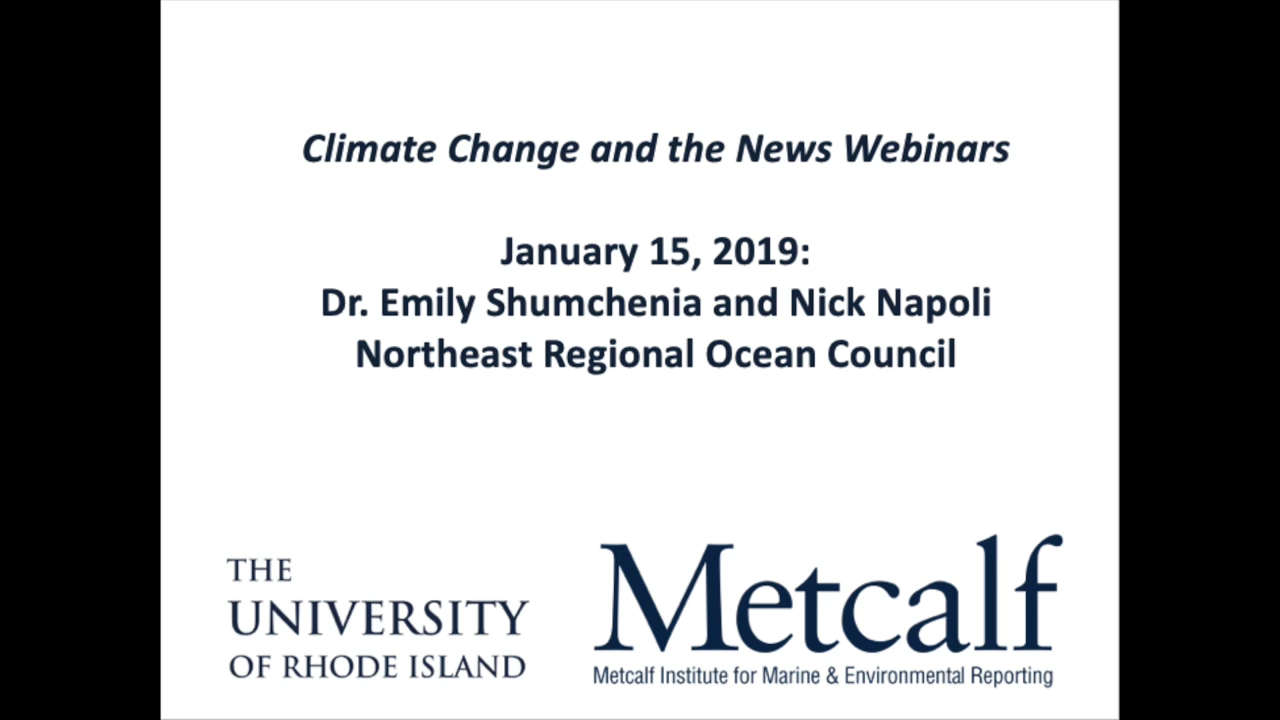 Climate Change and the News Webinars
January 15, 2019:
Dr. Emily Shumchenia and Nick Napoli
Northeast Regional Ocean Council
THE
UNIVERSITY
OF RHODE ISLAND
Metcalf
Metcalf Institute for Marine & Environmental Reporting